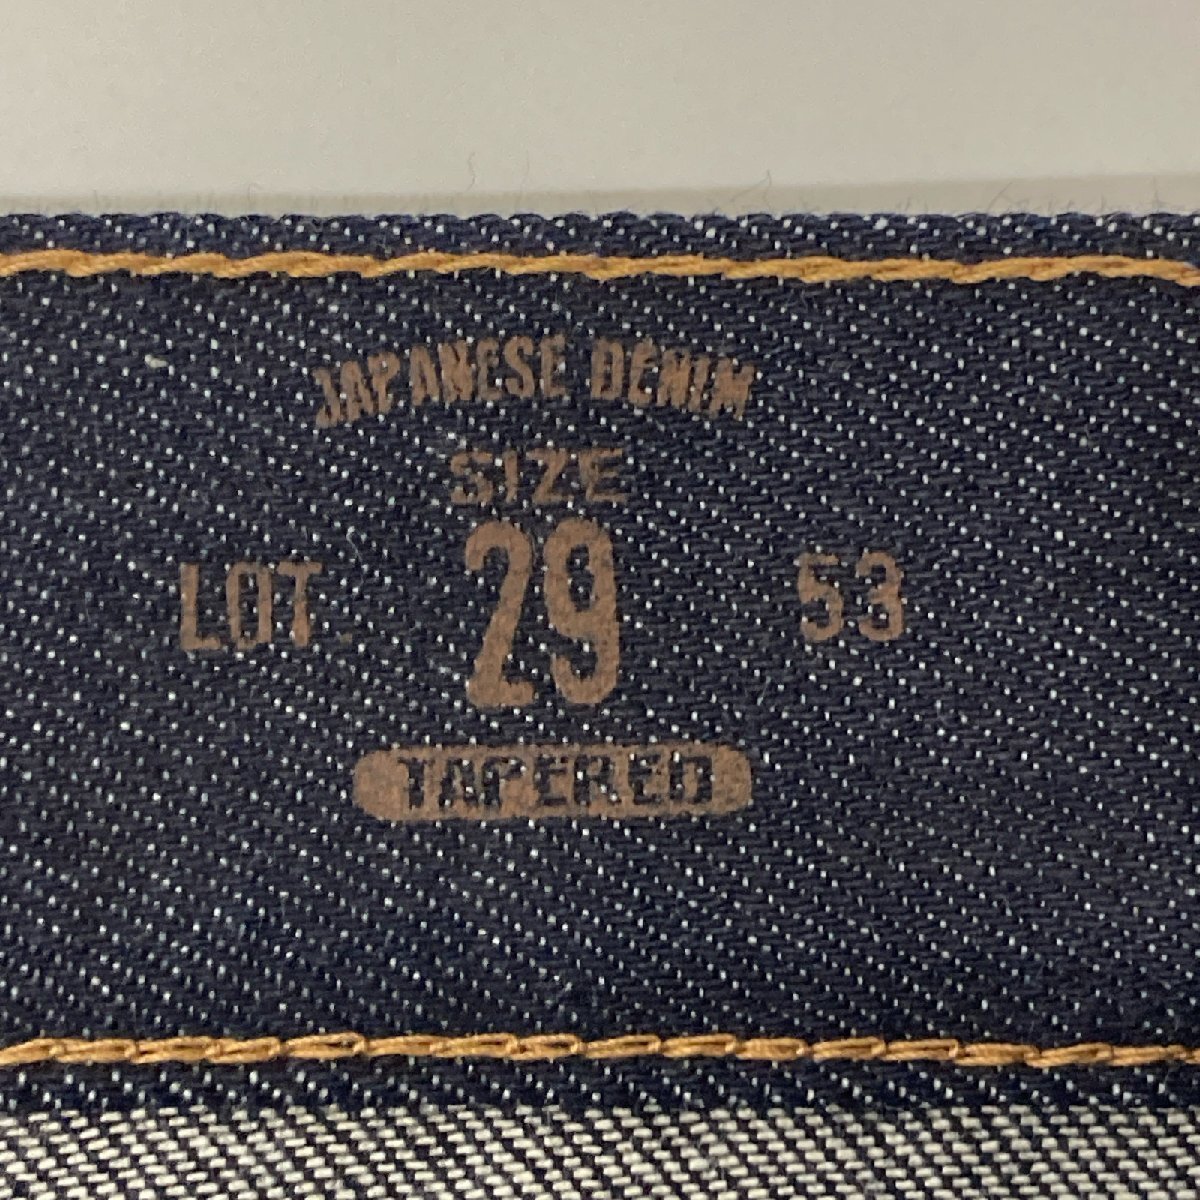 JAPANESE DENIM
SIZE
LOT. 29 53
TAPERED